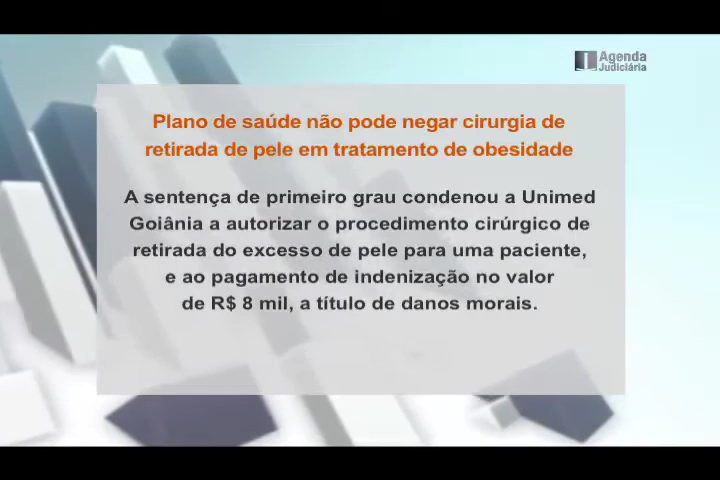 Agenda
Judiciária
Plano de saúde não pode negar cirurgia de
retirada de pele em tratamento de obesidade
A sentença de primeiro grau condenou a Unimed
Goiânia a autorizar o procedimento cirúrgico de
retirada do excesso de pele para uma paciente,
e ao pagamento de indenização no valor
de R$ 8 mil, a título de danos morais.